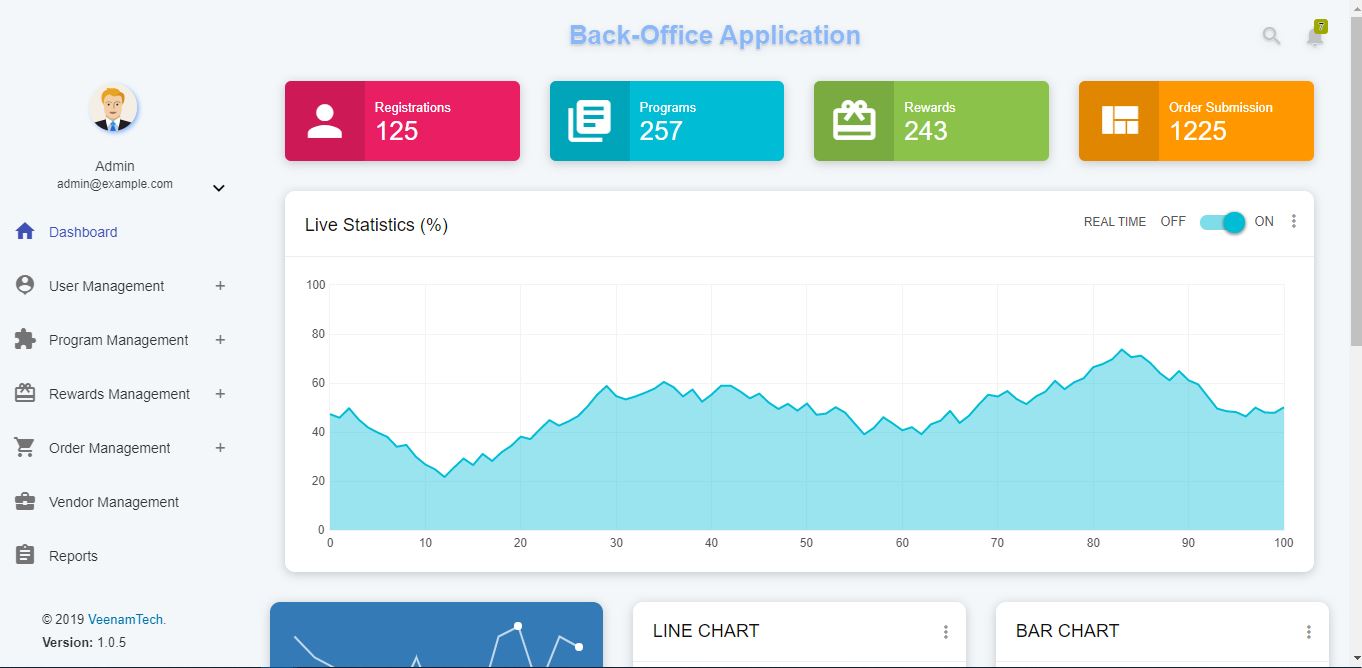 Back-Office Application
7
Admin
admin@example.com
Dashboard
User Management +
Program Management +
Rewards Management +
Order Management +
Vendor Management
Reports
© 2019 VeenamTech.
Version: 1.0.5
Registrations
125
Programs
257
Rewards
243
Order Submission
1225
Live Statistics (%)
REAL TIME OFF ON
100
80
60
40
20
0
0 10 20 30 40 50 60 70 80 90 100
LINE CHART
BAR CHART